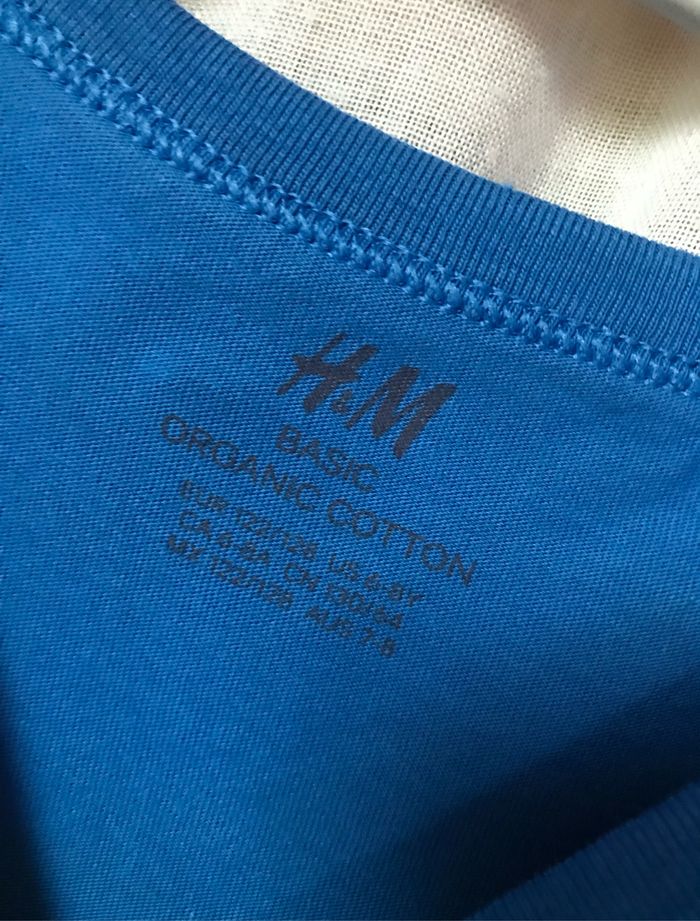 H&M
BASIC
ORGANIC COTTON
EUR 122/128 US 6-8Y
CA 6-8A CN 130/64
MX 122/128 AUS 7-8